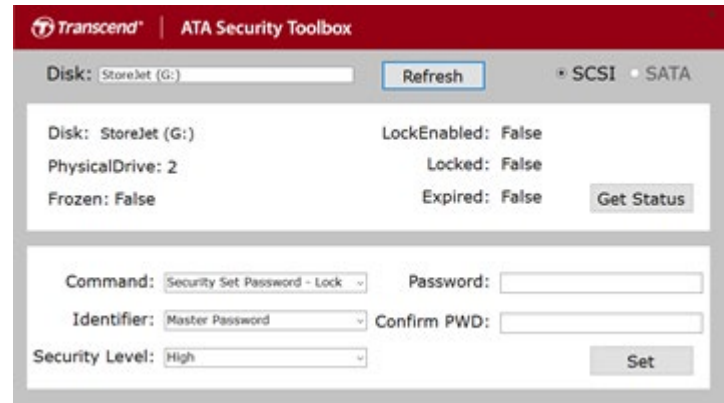 Transcend® ATA Security Toolbox
Disk: StoreJet (G:) Refresh SCSI SATA
Disk: StoreJet (G:) LockEnabled: False
PhysicalDrive: 2 Locked: False
Frozen: False Expired: False Get Status
Command: Security Set Password - Lock Password:
Identifier: Master Password Confirm PWD:
Security Level: High Set